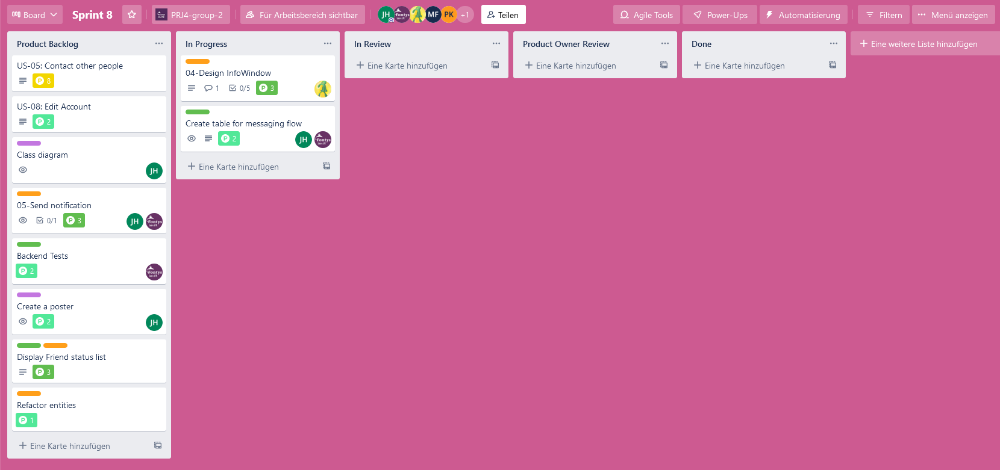 Board
Sprint 8
PRJ4-group-2
Für Arbeitsbereich sichtbar
JH
Fontys
MF
PK
+1
Teilen
Agile Tools
Power-Ups
Automatisierung
Filtern
Menü anzeigen
Product Backlog
US-05: Contact other people
P 8
US-08: Edit Account
P 2
Class diagram
JH
05-Send notification
0/1
P 3
JH
Fontys
Backend Tests
P 2
Fontys
Create a poster
P 2
JH
Display Friend status list
P 3
Refactor entities
P 1
Eine Karte hinzufügen
In Progress
04-Design InfoWindow
1
0/5
P 3
Create table for messaging flow
P 2
JH
Fontys
Eine Karte hinzufügen
In Review
Eine Karte hinzufügen
Product Owner Review
Eine Karte hinzufügen
Done
Eine Karte hinzufügen
Eine weitere Liste hinzufügen